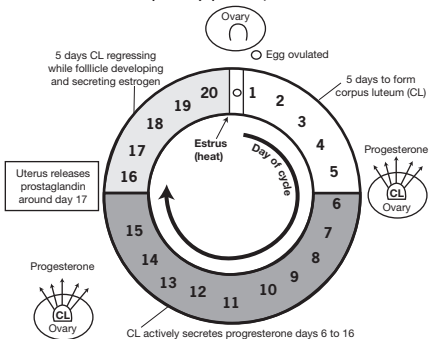 Ovary
Egg ovulated
5 days CL regressing
while folllicle developing
and secreting estrogen
5 days to form
corpus luteum (CL)
20
1
2
3
4
5
6
7
8
9
10
11
12
13
14
15
16
17
18
19
Estrus
(heat)
Day of cycle
Uterus releases
prostaglandin
around day 17
Progesterone
CL
Ovary
Progesterone
CL
Ovary
CL actively secretes progresterone days 6 to 16